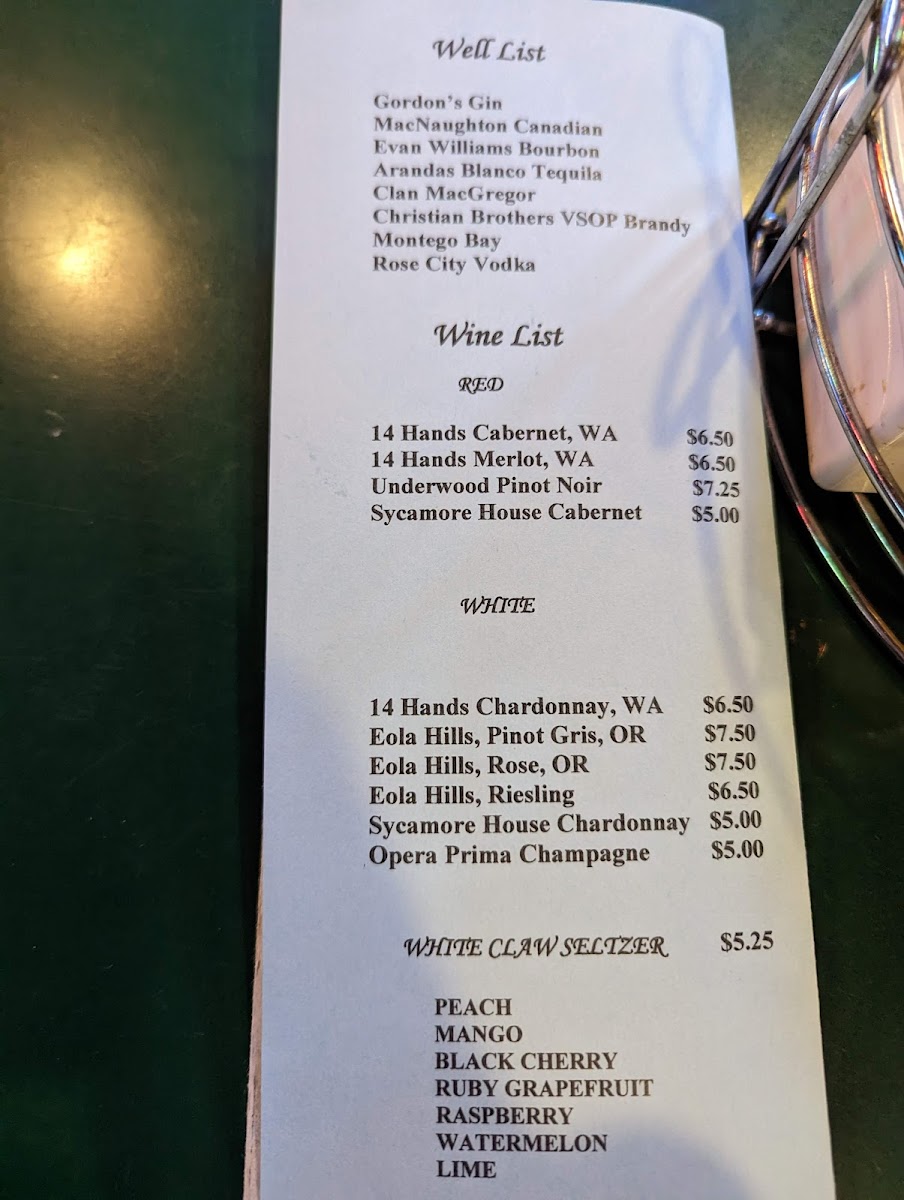 Well List
Gordon's Gin
MacNaughton Canadian
Evan Williams Bourbon
Arandas Blanco Tequila
Clan MacGregor
Christian Brothers VSOP Brandy
Montego Bay
Rose City Vodka
Wine List
RED
14 Hands Cabernet, WA $6.50
14 Hands Merlot, WA $6.50
Underwood Pinot Noir $7.25
Sycamore House Cabernet $5.00
WHITE
14 Hands Chardonnay, WA $6.50
Eola Hills, Pinot Gris, OR $7.50
Eola Hills, Rose, OR $7.50
Eola Hills, Riesling $6.50
Sycamore House Chardonnay $5.00
Opera Prima Champagne $5.00
WHITE CLAW SELTZER $5.25
PEACH
MANGO
BLACK CHERRY
RUBY GRAPEFRUIT
RASPBERRY
WATERMELON
LIME